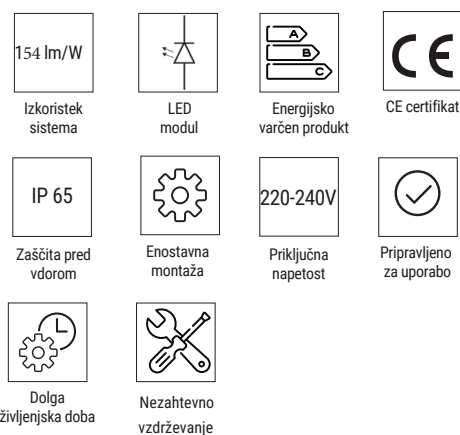 154 lm/W
Izkoristek
sistema
LED
modul
A
B
C
Energijsko
varčen produkt
CE
CE certifikat
IP 65
Zaščita pred
vdorom
Enostavna
montaža
220-240V
Priključna
napetost
Pripravljeno
za uporabo
Dolga
življenjska doba
Nezahtevno
vzdrževanje